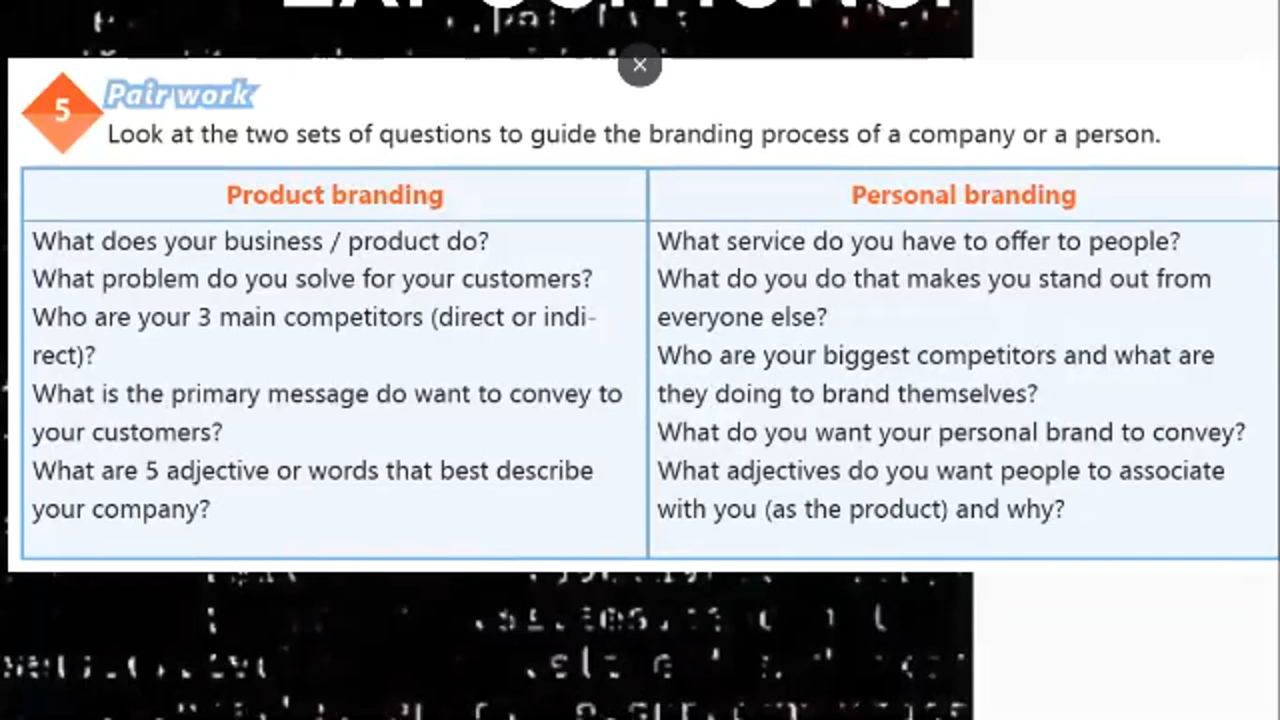 5
Pair work
Look at the two sets of questions to guide the branding process of a company or a person.
Product branding
What does your business / product do?
What problem do you solve for your customers?
Who are your 3 main competitors (direct or indi-
rect)?
What is the primary message do want to convey to
your customers?
What are 5 adjective or words that best describe
your company?
Personal branding
What service do you have to offer to people?
What do you do that makes you stand out from
everyone else?
Who are your biggest competitors and what are
they doing to brand themselves?
What do you want your personal brand to convey?
What adjectives do you want people to associate
with you (as the product) and why?